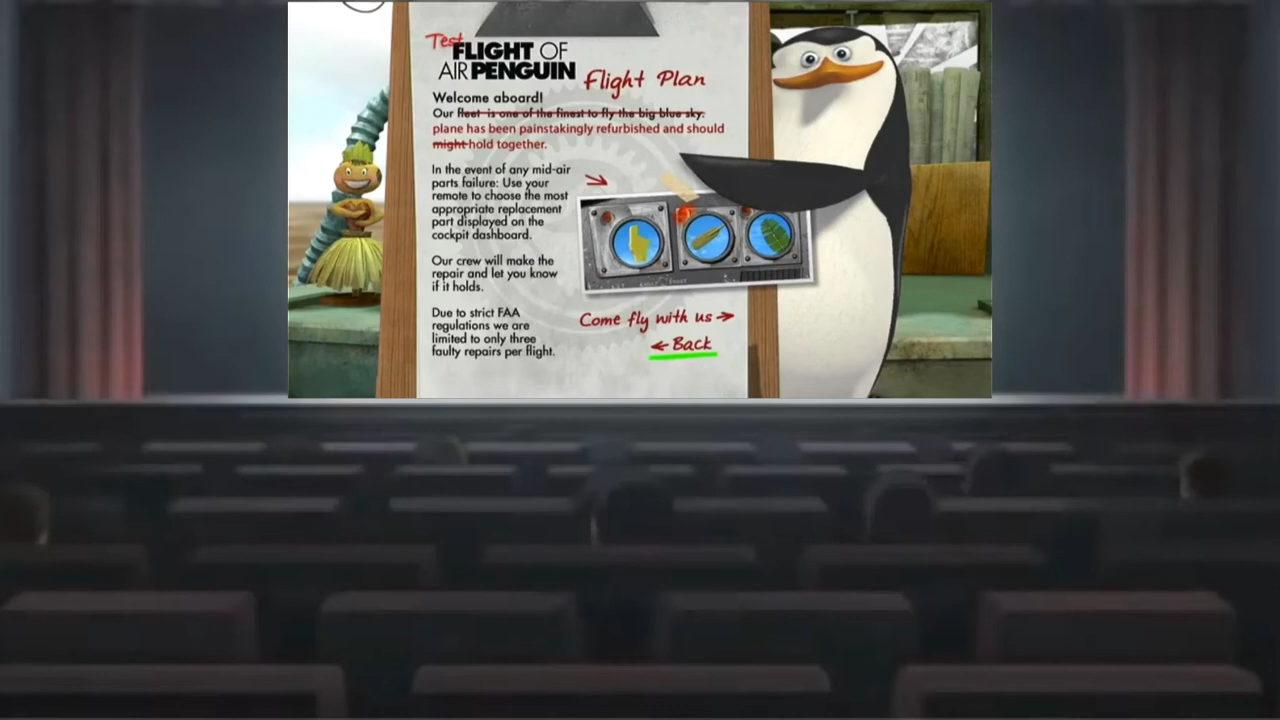 Test
FLIGHT OF
AIR PENGUIN
Flight Plan
Welcome aboard!
Our fleet is one of the finest to fly the big blue sky.
plane has been painstakingly refurbished and should
might hold together.
In the event of any mid-air
parts failure: Use your
remote to choose the most
appropriate replacement
part displayed on the
cockpit dashboard.
Our crew will make the
repair and let you know
if it holds.
Due to strict FAA
regulations we are
limited to only three
faulty repairs per flight.
Come fly with us →
← Back